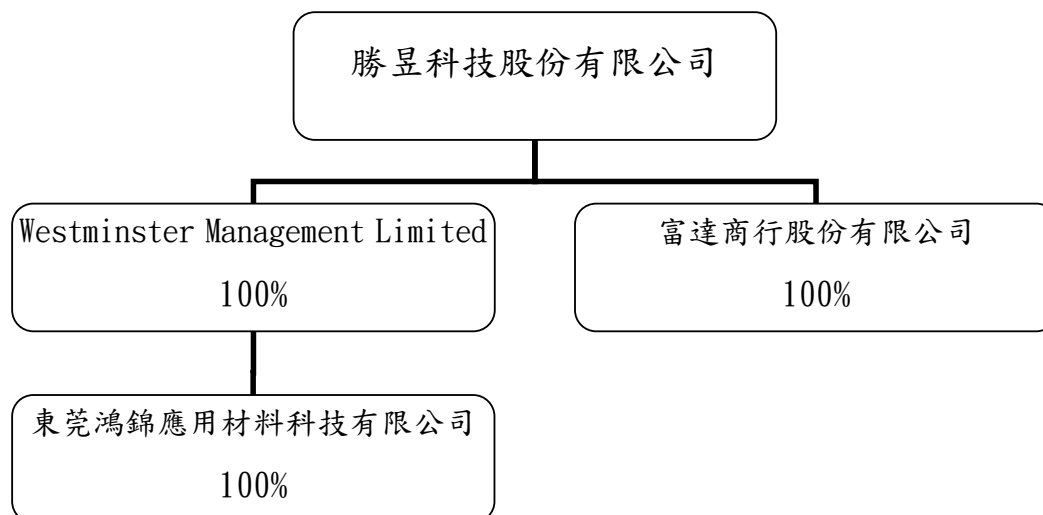 勝昱科技股份有限公司
Westminster Management Limited
100%
富達商行股份有限公司
100%
東莞鴻錦應用材料科技有限公司
100%